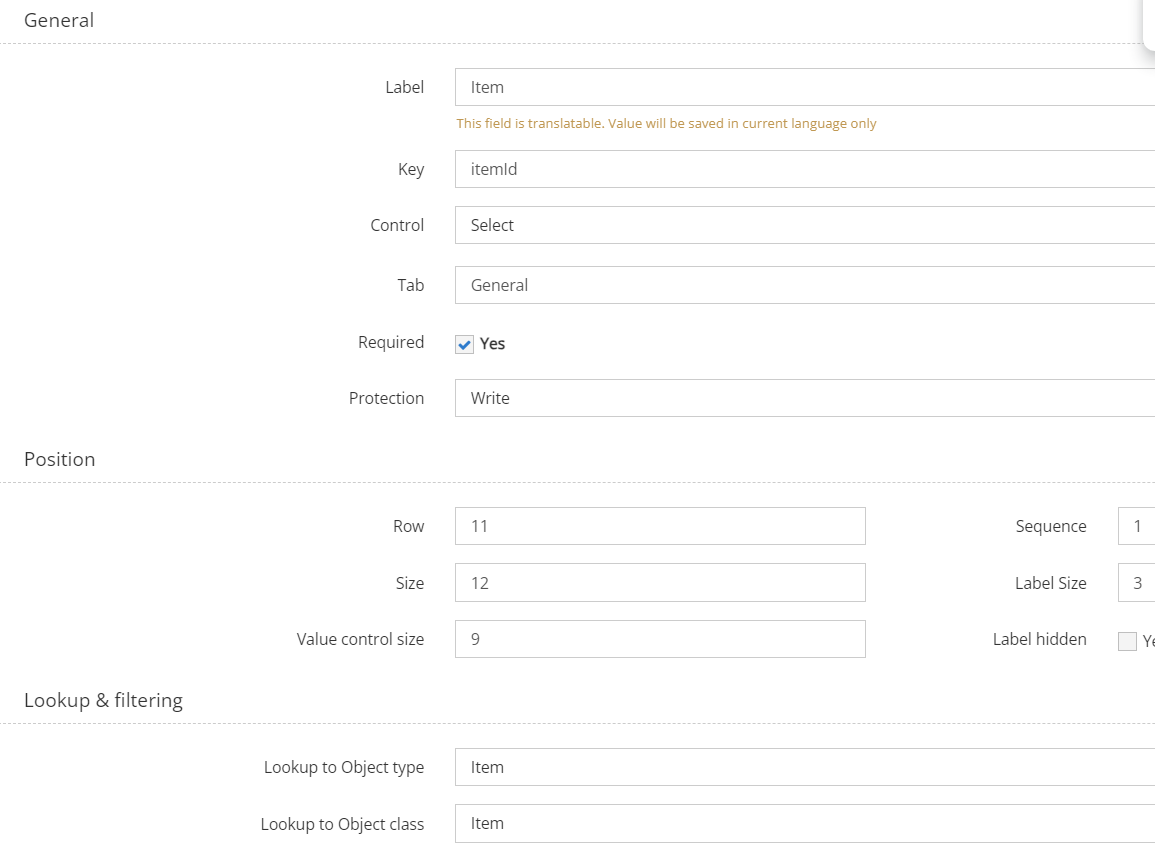 General
Label Item
This field is translatable. Value will be saved in current language only
Key itemId
Control Select
Tab General
Required Yes
Protection Write
Position
Row 11 Sequence 1
Size 12 Label Size 3
Value control size 9 Label hidden
Lookup & filtering
Lookup to Object type Item
Lookup to Object class Item